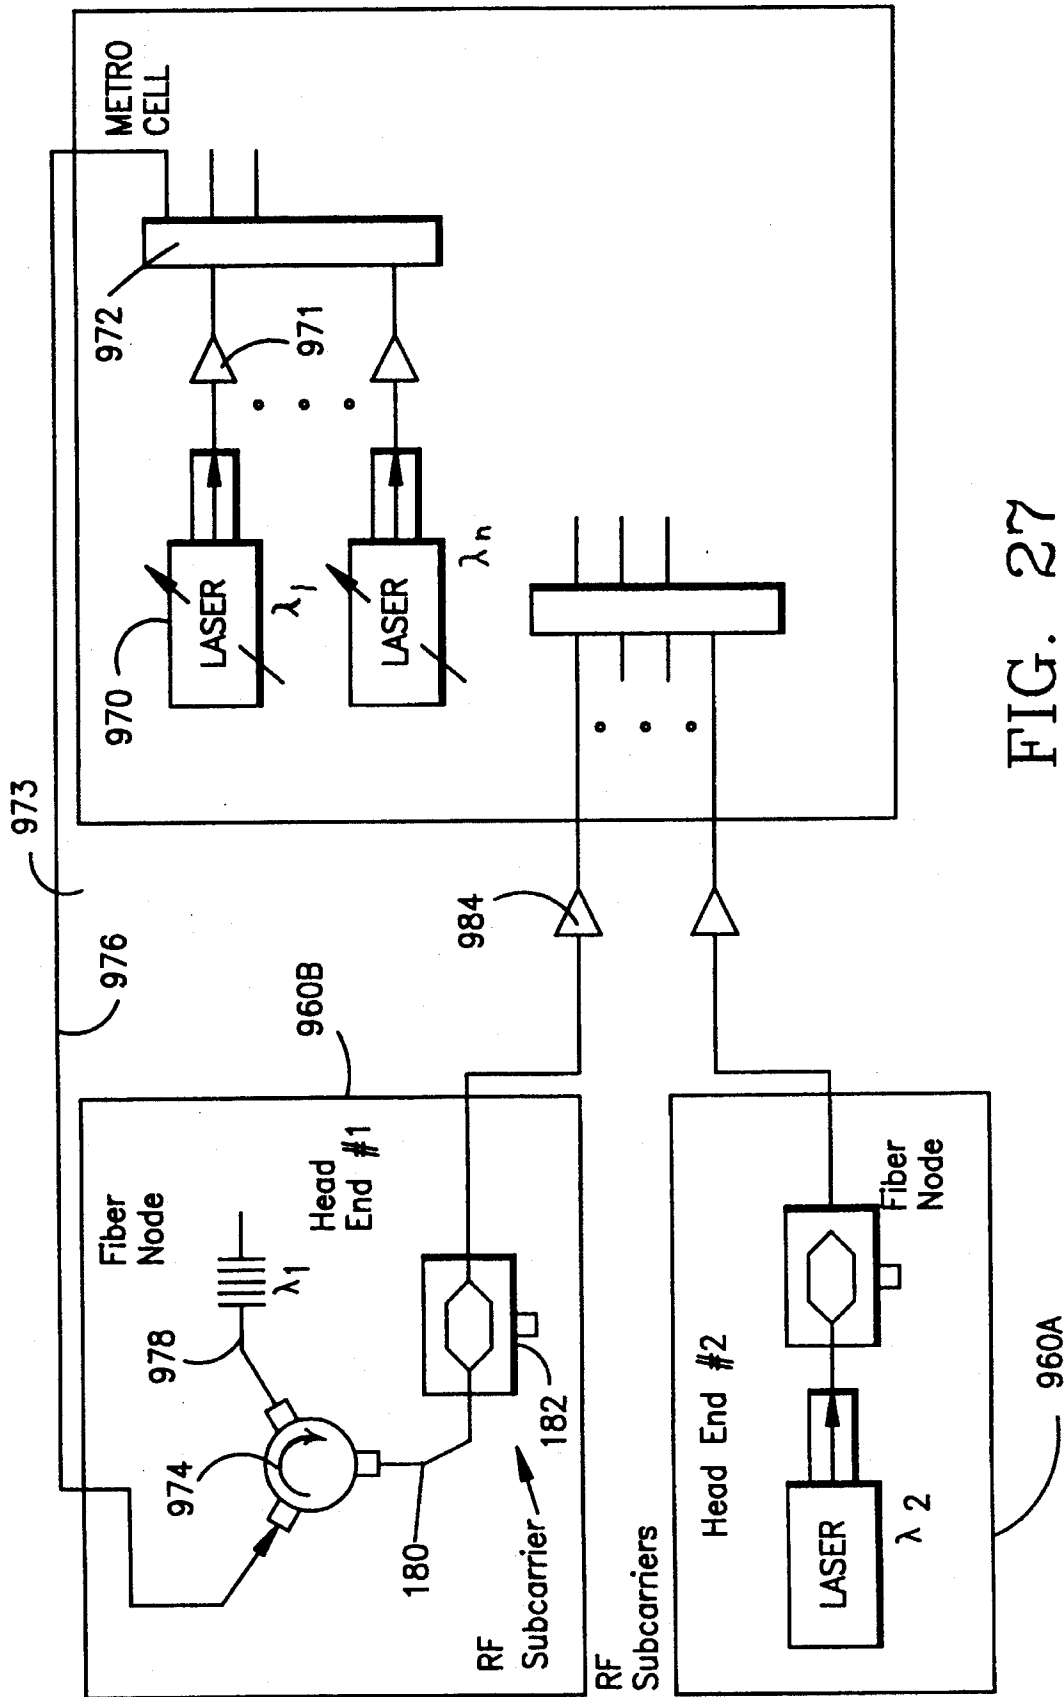 973
976
METRO
CELL
972
971
970
LASER
λ1
LASER
λn
984
960B
Fiber
Node
Head
End #1
978
λ1
974
180
182
RF
Subcarrier
RF
Subcarriers
Head End #2
Fiber
Node
LASER
λ2
960A
FIG. 27